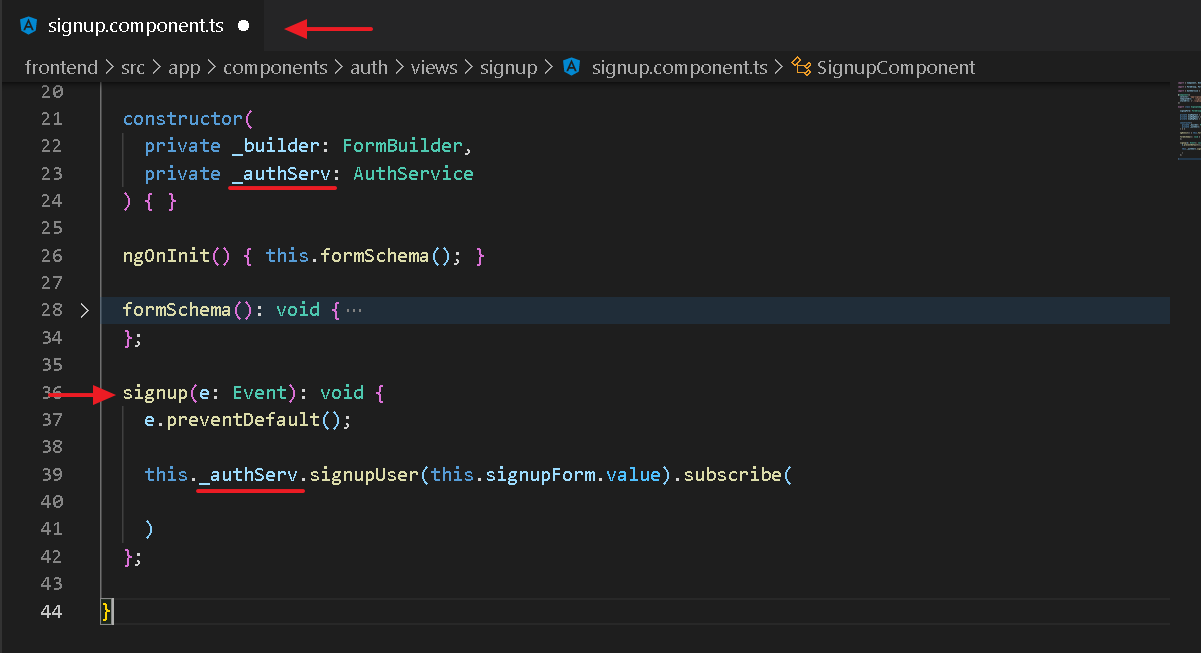 signup.component.ts
frontend > src > app > components > auth > views > signup > signup.component.ts > SignupComponent
20
21 constructor(
22 private _builder: FormBuilder,
23 private _authServ: AuthService
24 ) { }
25
26 ngOnInit() { this.formSchema(); }
27
28 formSchema(): void { ···
34 };
35
36 signup(e: Event): void {
37 e.preventDefault();
38
39 this._authServ.signupUser(this.signupForm.value).subscribe(
40
41 )
42 };
43
44 }